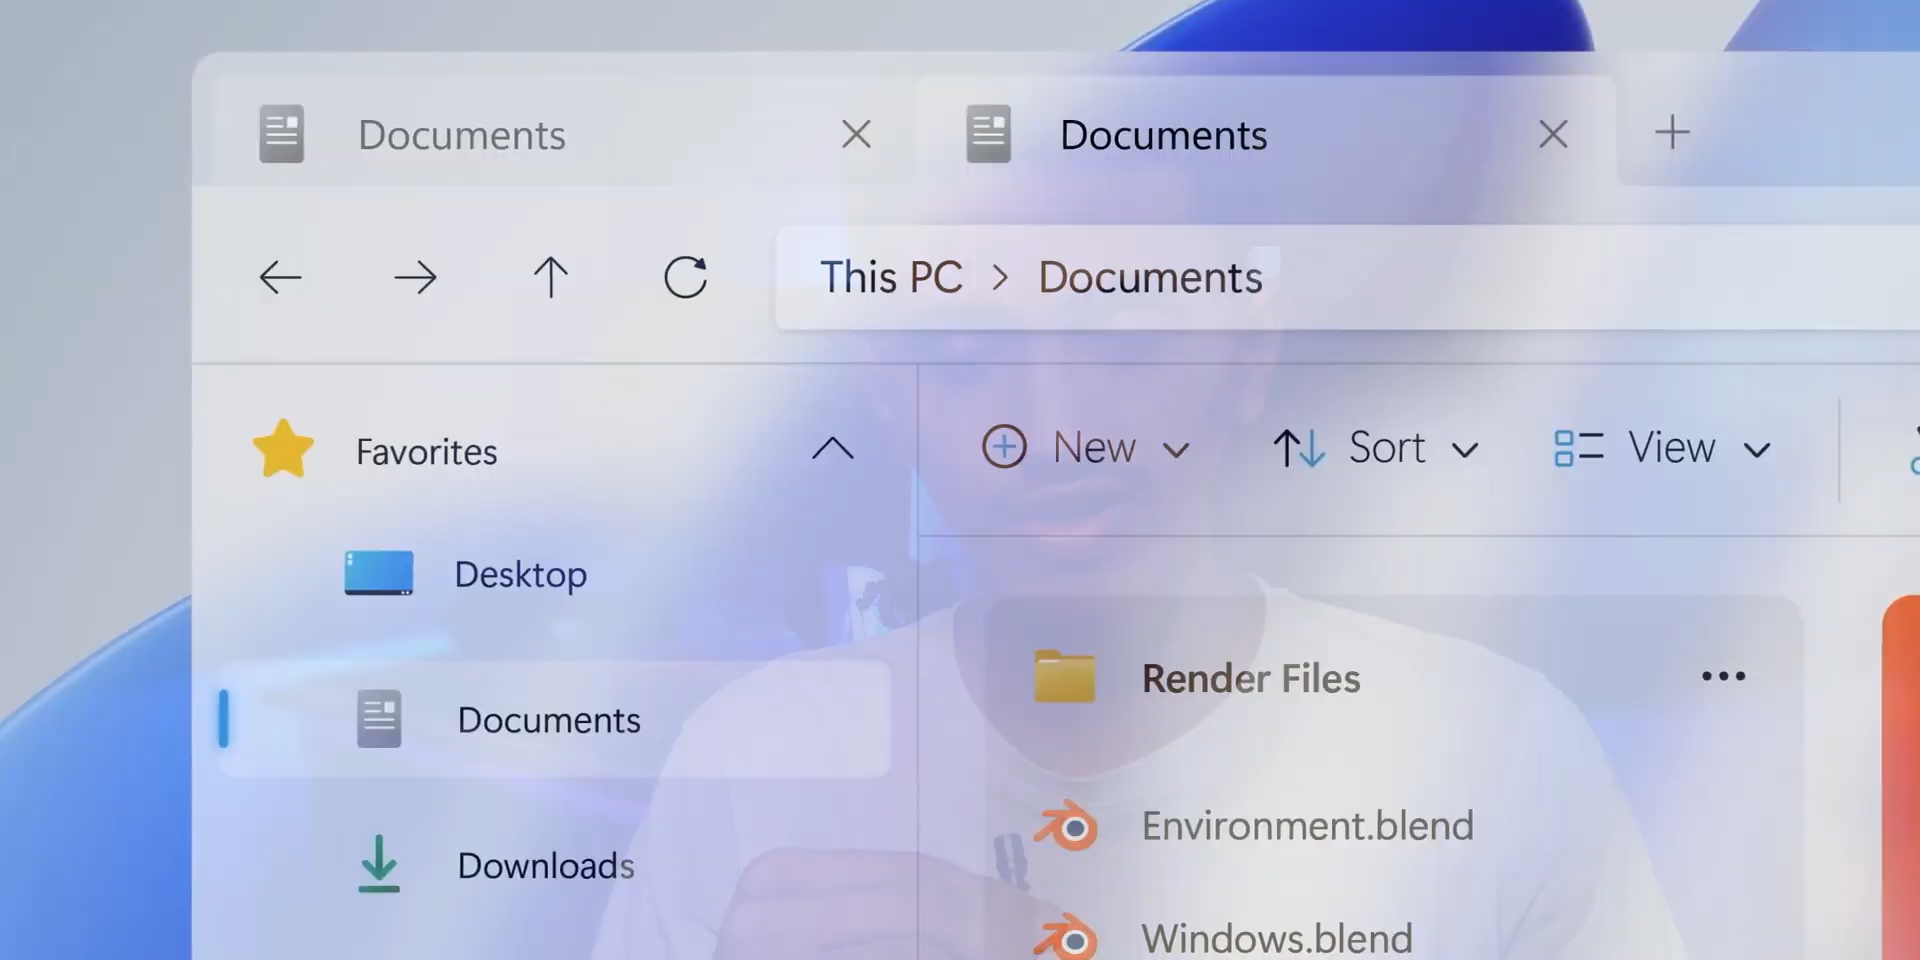 Documents
Documents
This PC > Documents
Favorites
New
Sort
View
Desktop
Documents
Render Files
Downloads
Environment.blend
Windows.blend